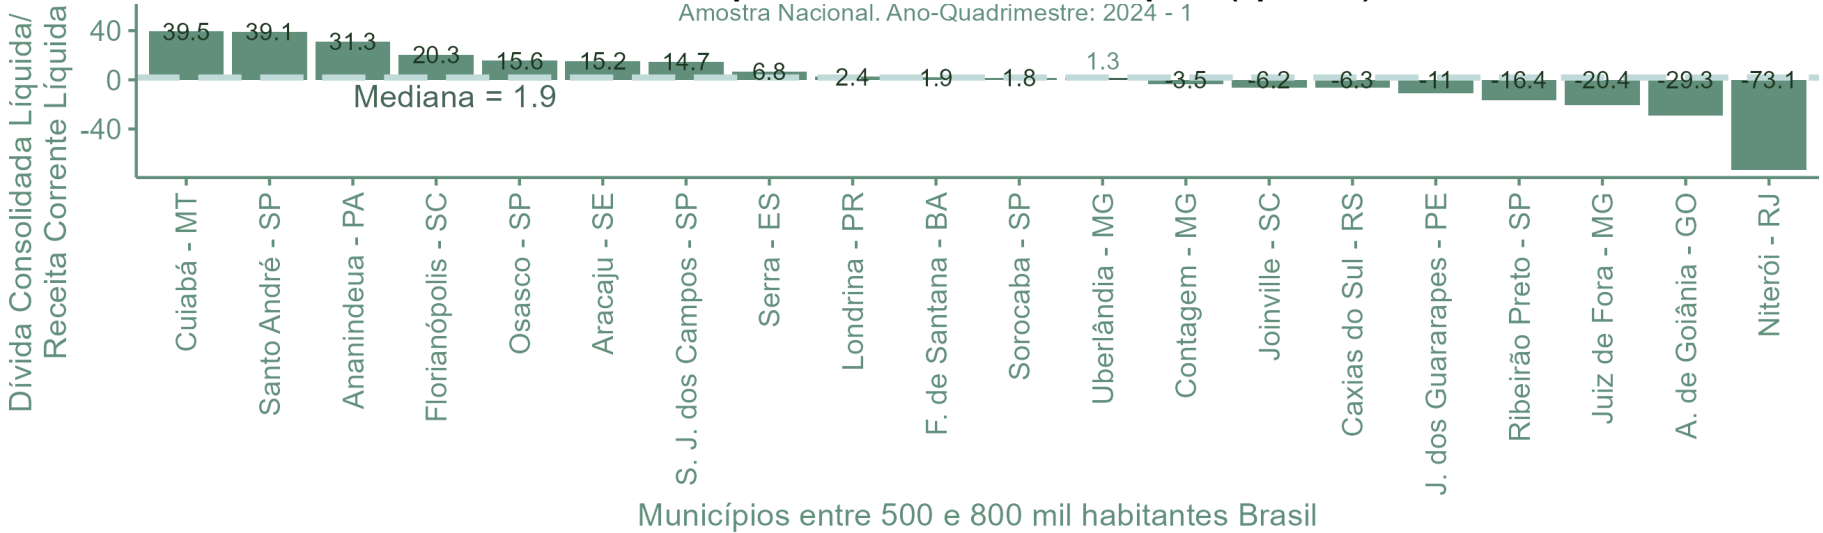 Amostra Nacional. Ano-Quadrimestre: 2024 - 1
Dívida Consolidada Líquida/
Receita Corrente Líquida
40
0
-40
39.5
39.1
31.3
20.3
15.6
15.2
14.7
6.8
2.4
1.9
1.8
1.3
-3.5
-6.2
-6.3
-11
-16.4
-20.4
-29.3
-73.1
Mediana = 1.9
Cuiabá - MT
Santo André - SP
Ananindeua - PA
Florianópolis - SC
Osasco - SP
Aracaju - SE
S. J. dos Campos - SP
Serra - ES
Londrina - PR
F. de Santana - BA
Sorocaba - SP
Uberlândia - MG
Contagem - MG
Joinville - SC
Caxias do Sul - RS
J. dos Guararapes - PE
Ribeirão Preto - SP
Juiz de Fora - MG
A. de Goiânia - GO
Niterói - RJ
Municípios entre 500 e 800 mil habitantes Brasil